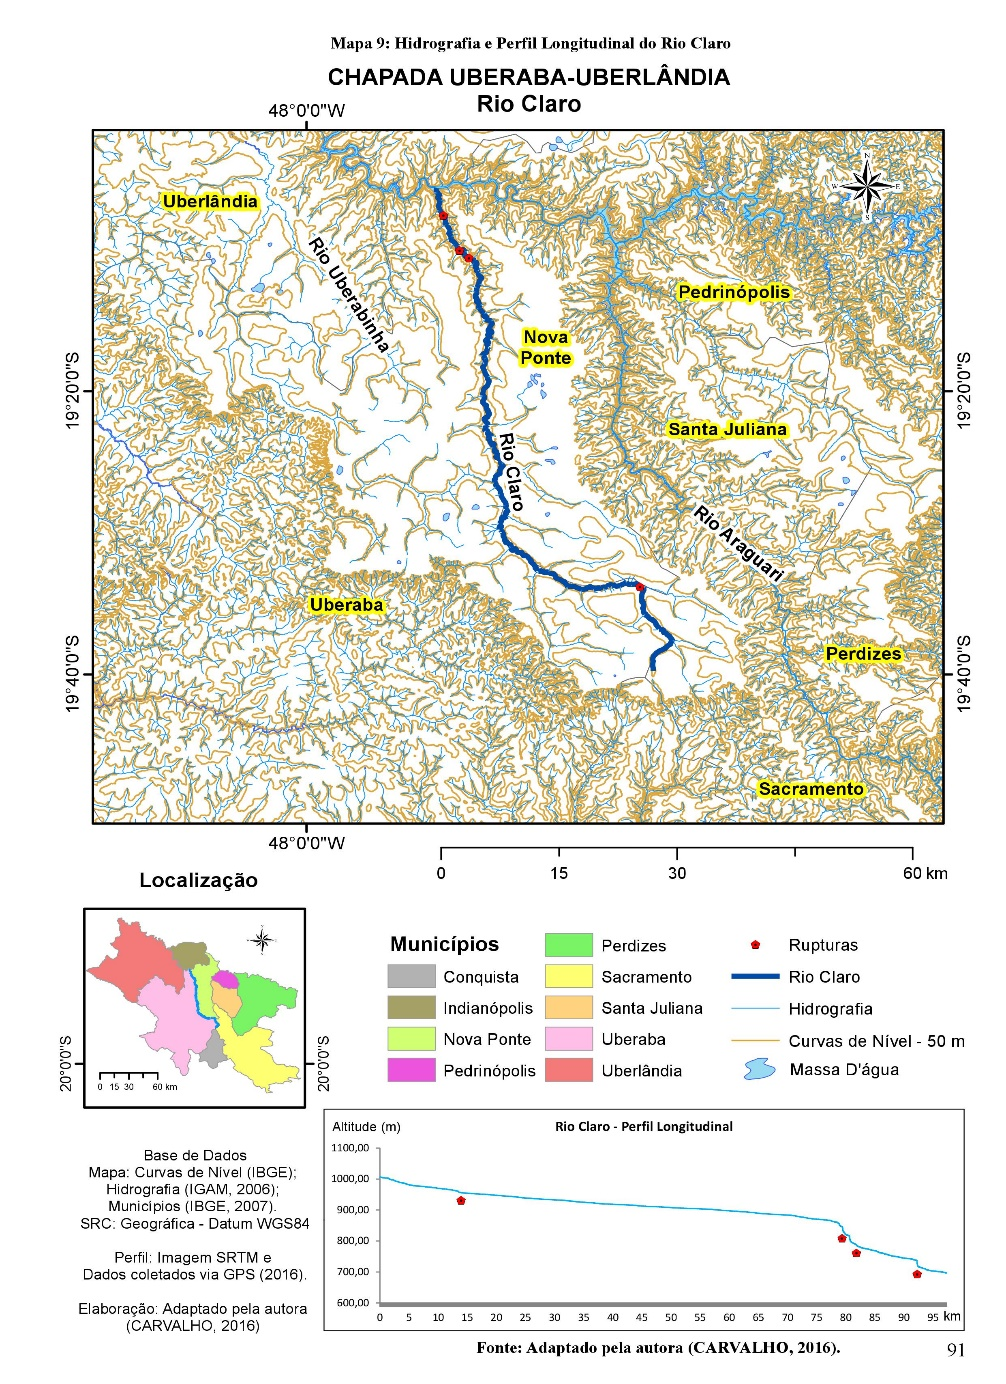 Mapa 9: Hidrografia e Perfil Longitudinal do Rio Claro
CHAPADA UBERABA-UBERLÂNDIA
Rio Claro
48°0'0"W
N
W
E
S
Uberlândia
Rio Uberabinha
Pedrinópolis
Nova
Ponte
19°20'0"S
19°20'0"S
Santa Juliana
Rio Claro
Rio Araguari
Uberaba
Perdizes
19°40'0"S
19°40'0"S
Sacramento
48°0'0"W
0 15 30 60 km
Localização
20°0'0"S
20°0'0"S
0 15 30 60 km
Municípios
Conquista
Indianópolis
Nova Ponte
Pedrinópolis
Perdizes
Sacramento
Santa Juliana
Uberaba
Uberlândia
Rupturas
Rio Claro
Hidrografia
Curvas de Nível - 50 m
Massa D'água
Base de Dados
Mapa: Curvas de Nível (IBGE);
Hidrografia (IGAM, 2006);
Municípios (IBGE, 2007).
SRC: Geográfica - Datum WGS84
Perfil: Imagem SRTM e
Dados coletados via GPS (2016).
Elaboração: Adaptado pela autora
(CARVALHO, 2016)
Altitude (m)
Rio Claro - Perfil Longitudinal
1100,00
1000,00
900,00
800,00
700,00
600,00
0 5 10 15 20 25 30 35 40 45 50 55 60 65 70 75 80 85 90 95 km
Fonte: Adaptado pela autora (CARVALHO, 2016).
91